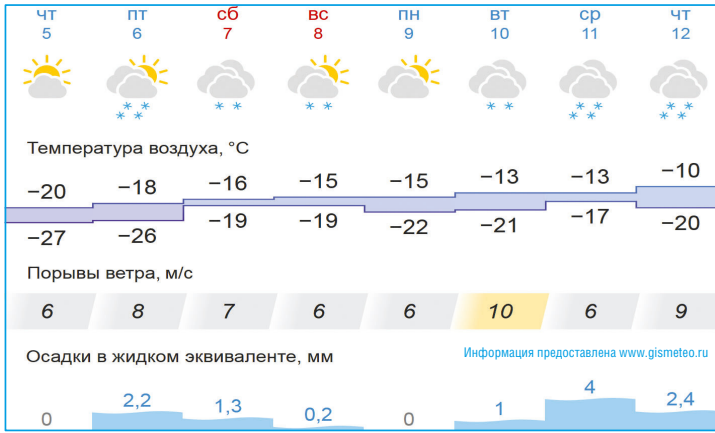 чт пт сб вс пн вт ср чт
5 6 7 8 9 10 11 12
Температура воздуха, °C
−20 −18 −16 −15 −15 −13 −13 −10
−27 −26 −19 −19 −22 −21 −17 −20
Порывы ветра, м/с
6 8 7 6 6 10 6 9
Осадки в жидком эквиваленте, мм Информация предоставлена www.gismeteo.ru
0 2,2 1,3 0,2 0 1 4 2,4